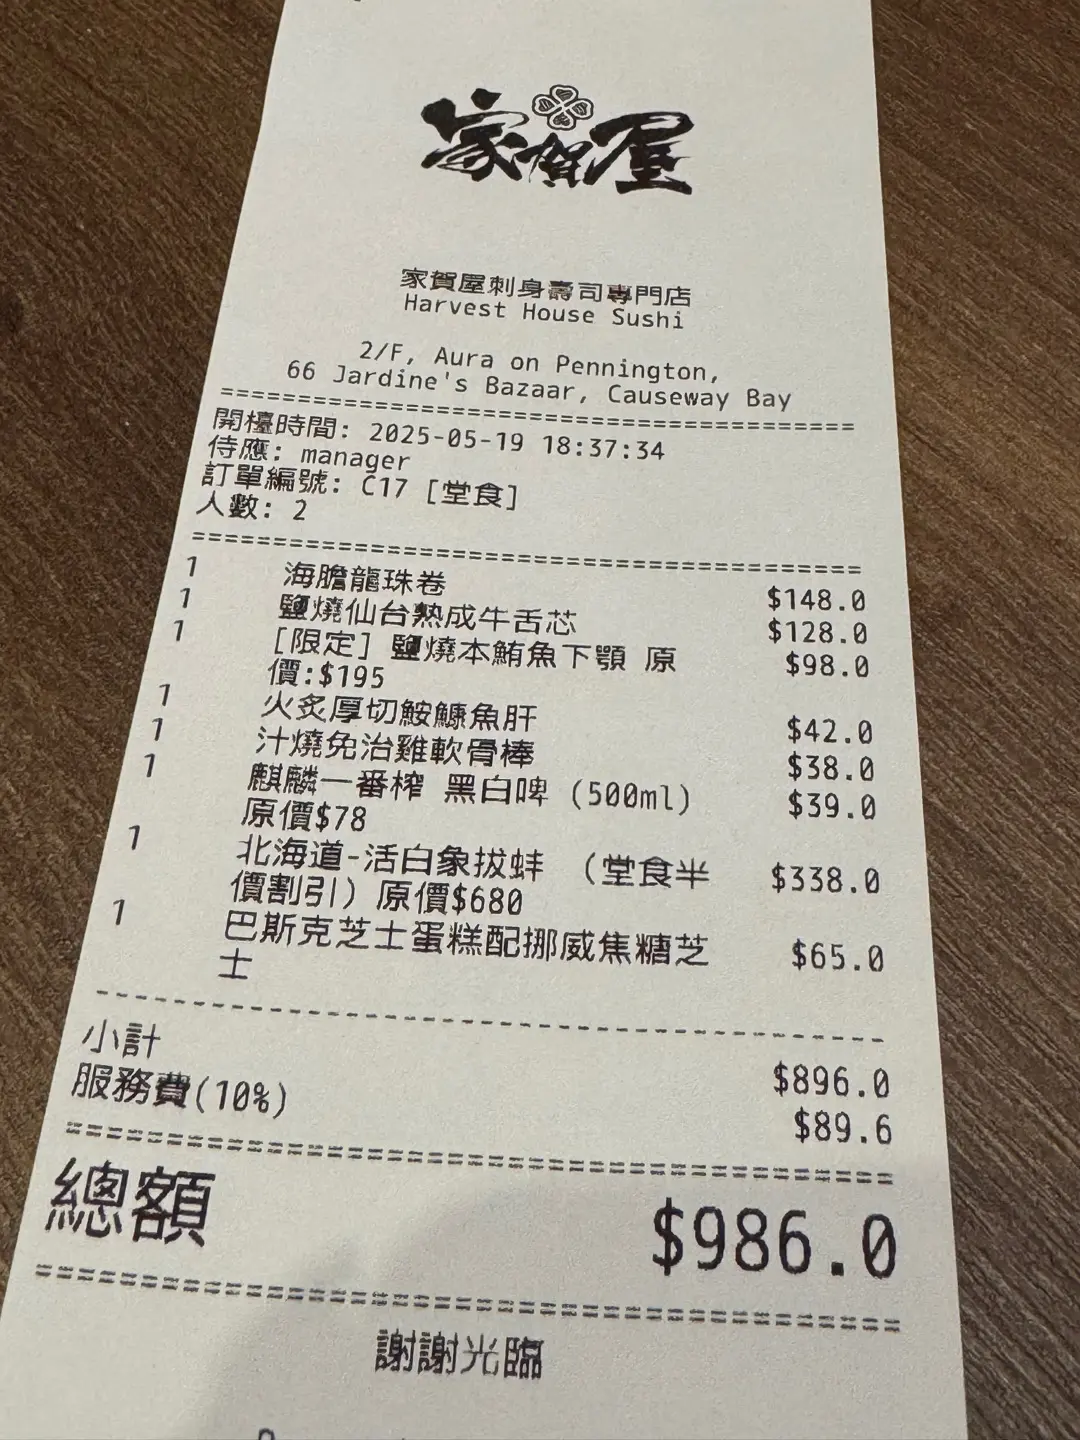 家賀屋
家賀屋刺身壽司專門店
Harvest House Sushi
2/F, Aura on Pennington,
66 Jardine's Bazaar, Causeway Bay
==========================================
開檯時間: 2025-05-19 18:37:34
侍應: manager
訂單編號: C17 [堂食]
人數: 2
==========================================
1 海膽龍珠卷 $148.0
1 鹽燒仙台熟成牛舌芯 $128.0
1 [限定] 鹽燒本鮪魚下顎 原 $98.0
價:$195
1 火炙厚切鮟鱇魚肝 $42.0
1 汁燒免治雞軟骨棒 $38.0
1 麒麟一番榨 黑白啤 (500ml) $39.0
原價$78
1 北海道-活白象拔蚌 (堂食半 $338.0
價割引) 原價$680
1 巴斯克芝士蛋糕配挪威焦糖芝 $65.0
士
------------------------------------------
小計 $896.0
服務費(10%) $89.6
==========================================
總額 $986.0
==========================================
謝謝光臨